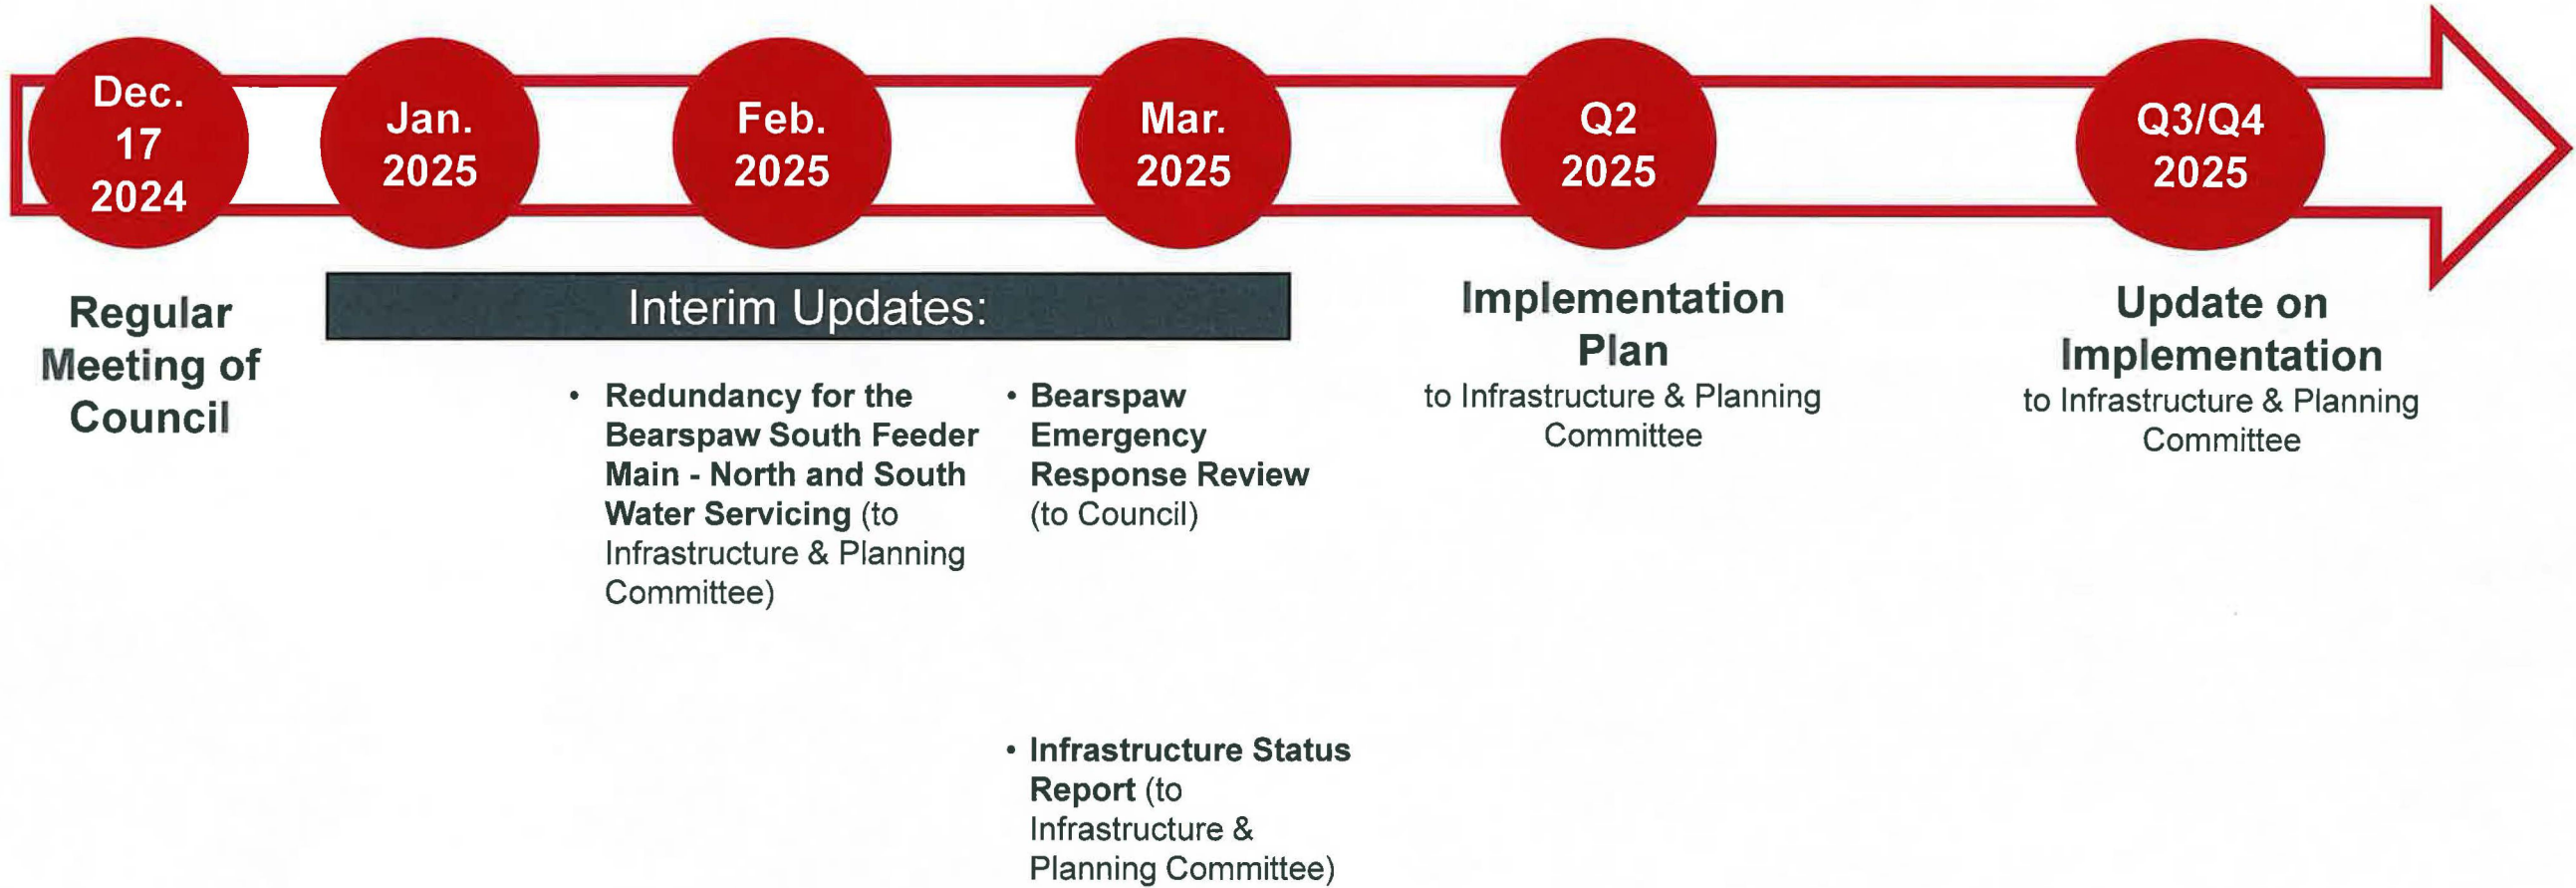 Dec.
17
2024
Jan.
2025
Feb.
2025
Mar.
2025
Q2
2025
Q3/Q4
2025
Regular
Meeting of
Council
Interim Updates:
• Redundancy for the
Bearspaw South Feeder
Main - North and South
Water Servicing (to
Infrastructure & Planning
Committee)
• Bearspaw
Emergency
Response Review
(to Council)
• Infrastructure Status
Report (to
Infrastructure &
Planning Committee)
Implementation
Plan
to Infrastructure & Planning
Committee
Update on
Implementation
to Infrastructure & Planning
Committee